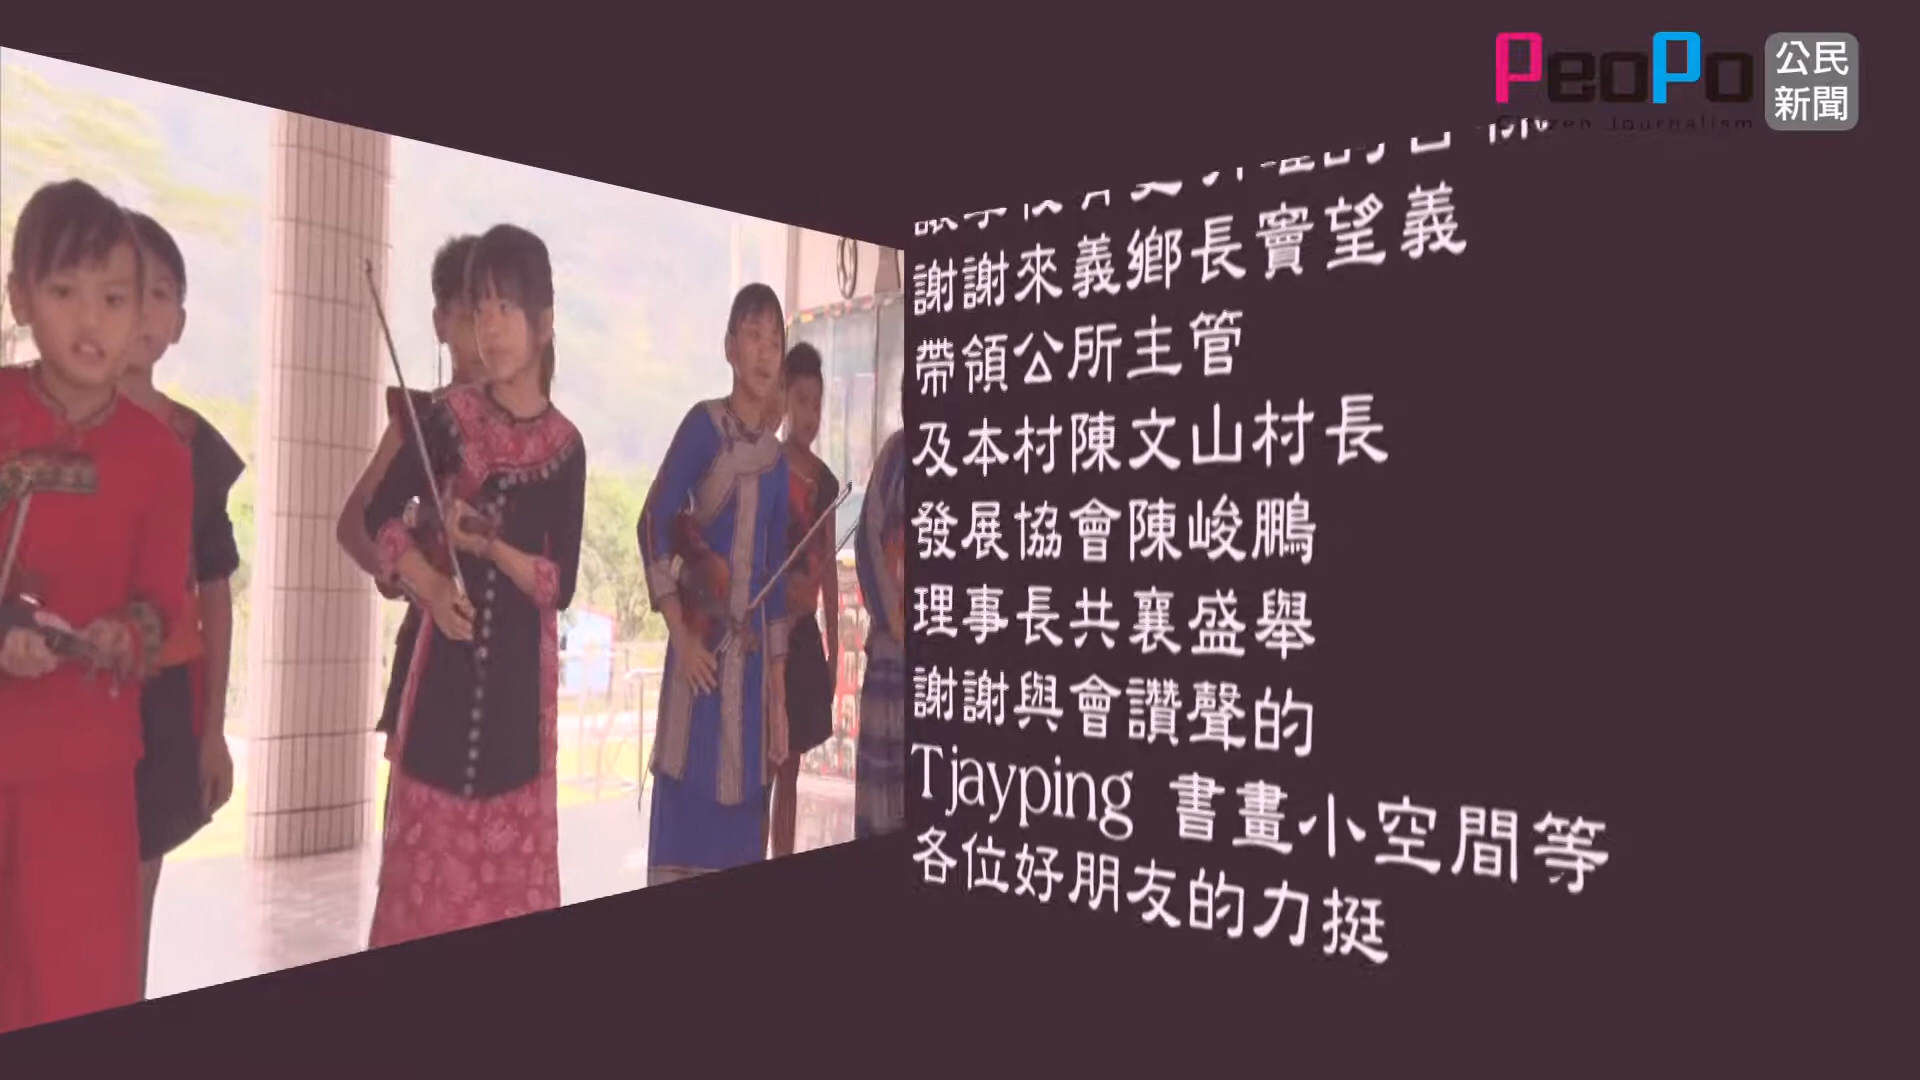 PeoPo
公民
新聞
Citizen Journalism
謝謝來義鄉長竇望義
帶領公所主管
及本村陳文山村長
發展協會陳峻鵬
理事長共襄盛舉
謝謝與會讚聲的
Tjayping 書畫小空間等
各位好朋友的力挺